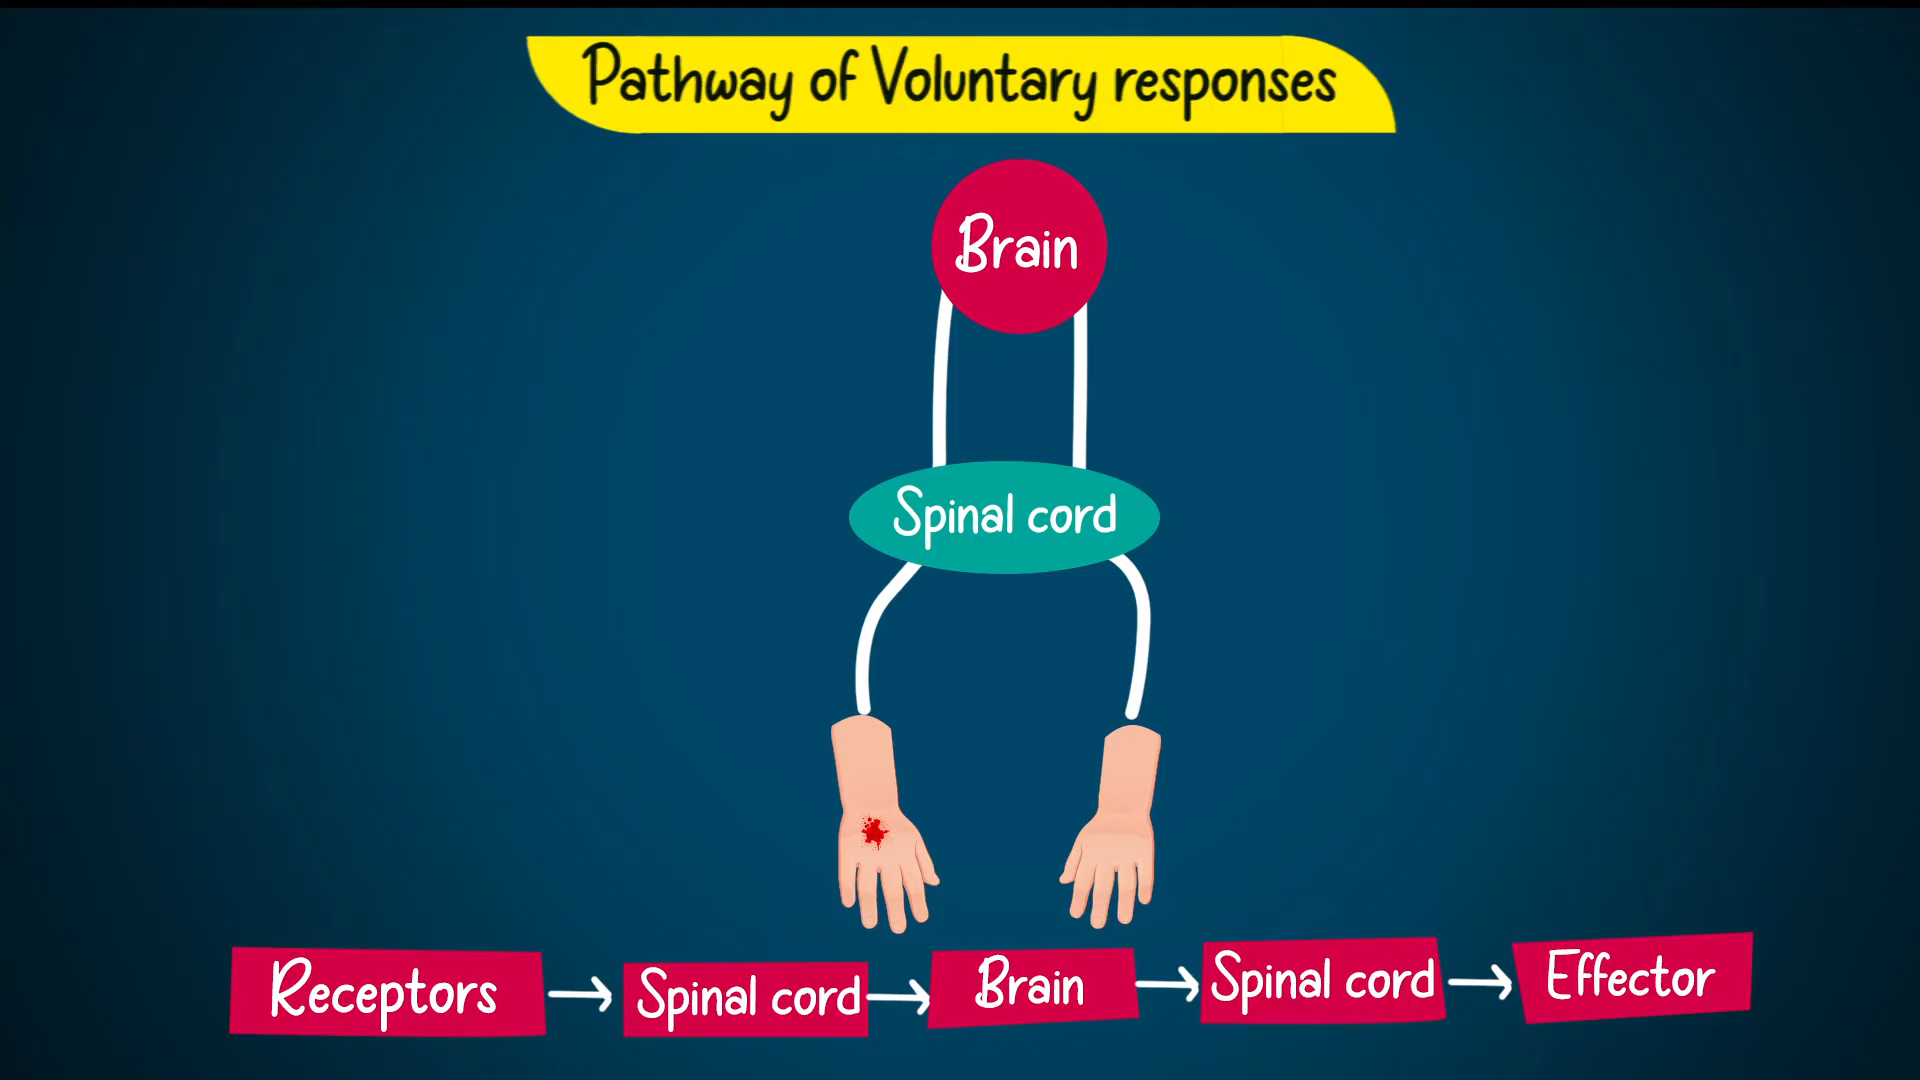 Pathway of Voluntary responses
Brain
Spinal cord
Receptors
Spinal cord
Brain
Spinal cord
Effector